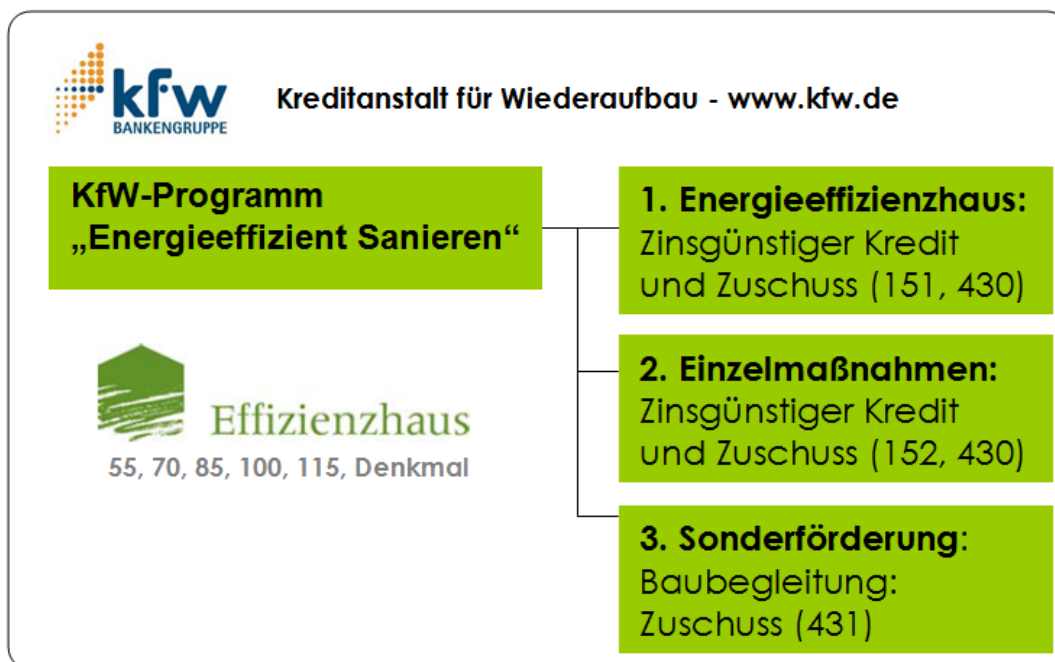 kfw
BANKENGRUPPE
Kreditanstalt für Wiederaufbau - www.kfw.de
KfW-Programm
„Energieeffizient Sanieren“
Effizienzhaus
55, 70, 85, 100, 115, Denkmal
1. Energieeffizienzhaus:
Zinsgünstiger Kredit
und Zuschuss (151, 430)
2. Einzelmaßnahmen:
Zinsgünstiger Kredit
und Zuschuss (152, 430)
3. Sonderförderung:
Baubegleitung:
Zuschuss (431)